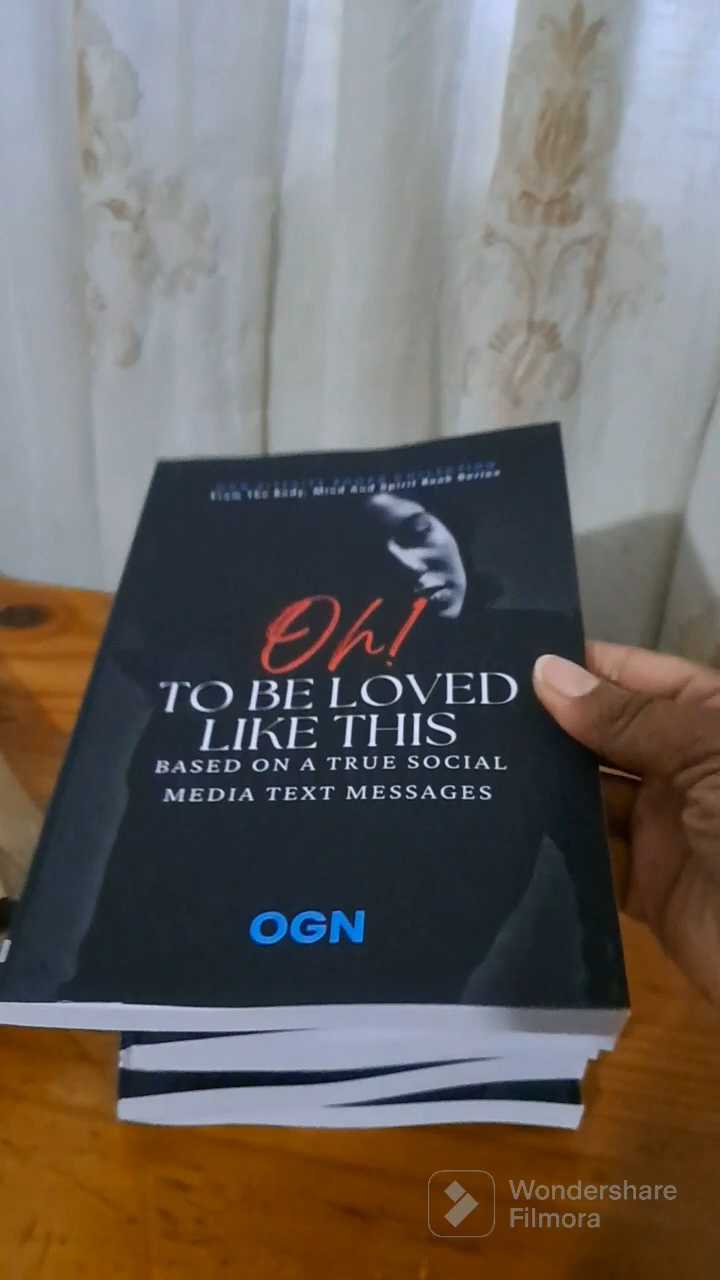 From The Body, Mind And Spirit Book Series
Oh!
TO BE LOVED
LIKE THIS
BASED ON A TRUE SOCIAL
MEDIA TEXT MESSAGES
OGN
Wondershare
Filmora